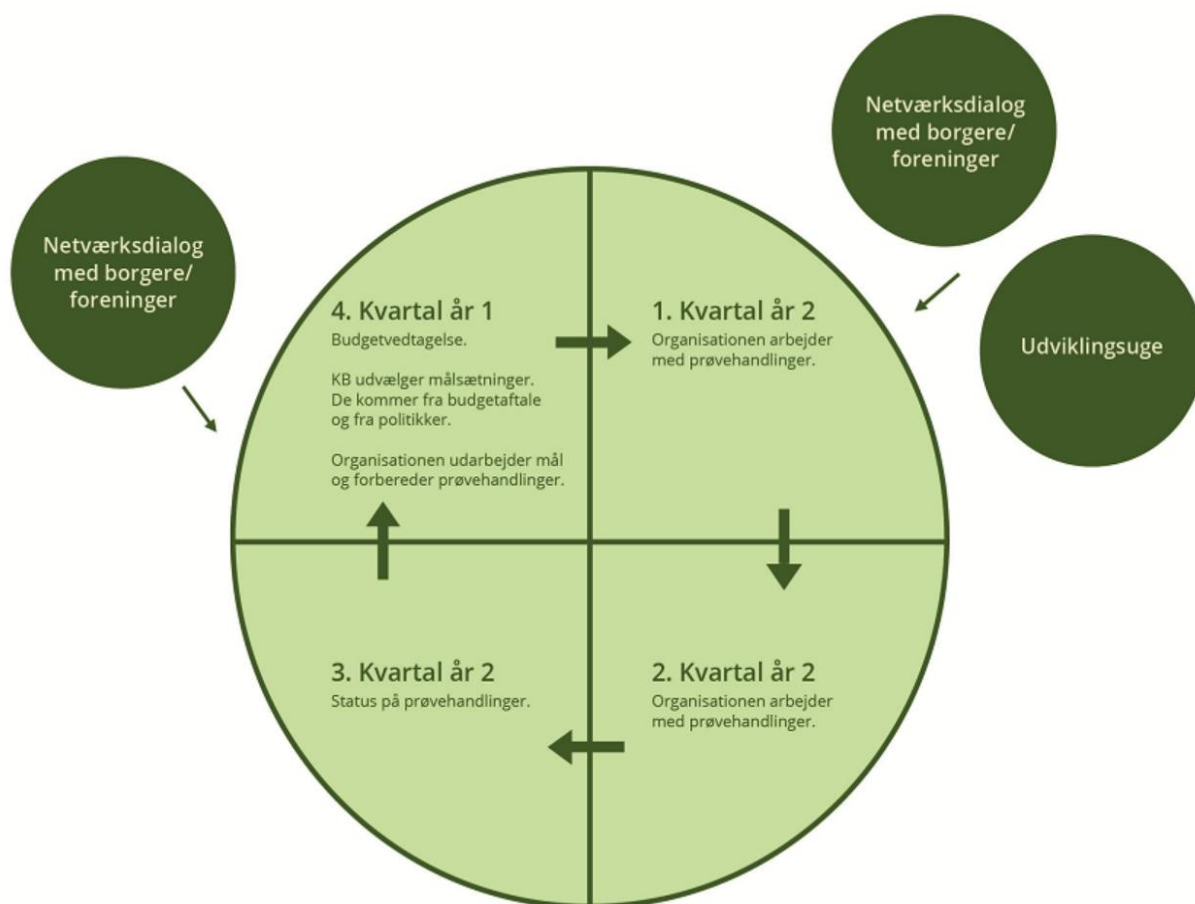 Netværksdialog
med borgere/
foreninger
Netværksdialog
med borgere/
foreninger
Udviklingsuge
4. Kvartal år 1
Budgetvedtagelse.
KB udvælger målsætninger.
De kommer fra budgetaftale
og fra politikker.
Organisationen udarbejder mål
og forbereder prøvehandlinger.
1. Kvartal år 2
Organisationen arbejder
med prøvehandlinger.
3. Kvartal år 2
Status på prøvehandlinger.
2. Kvartal år 2
Organisationen arbejder
med prøvehandlinger.